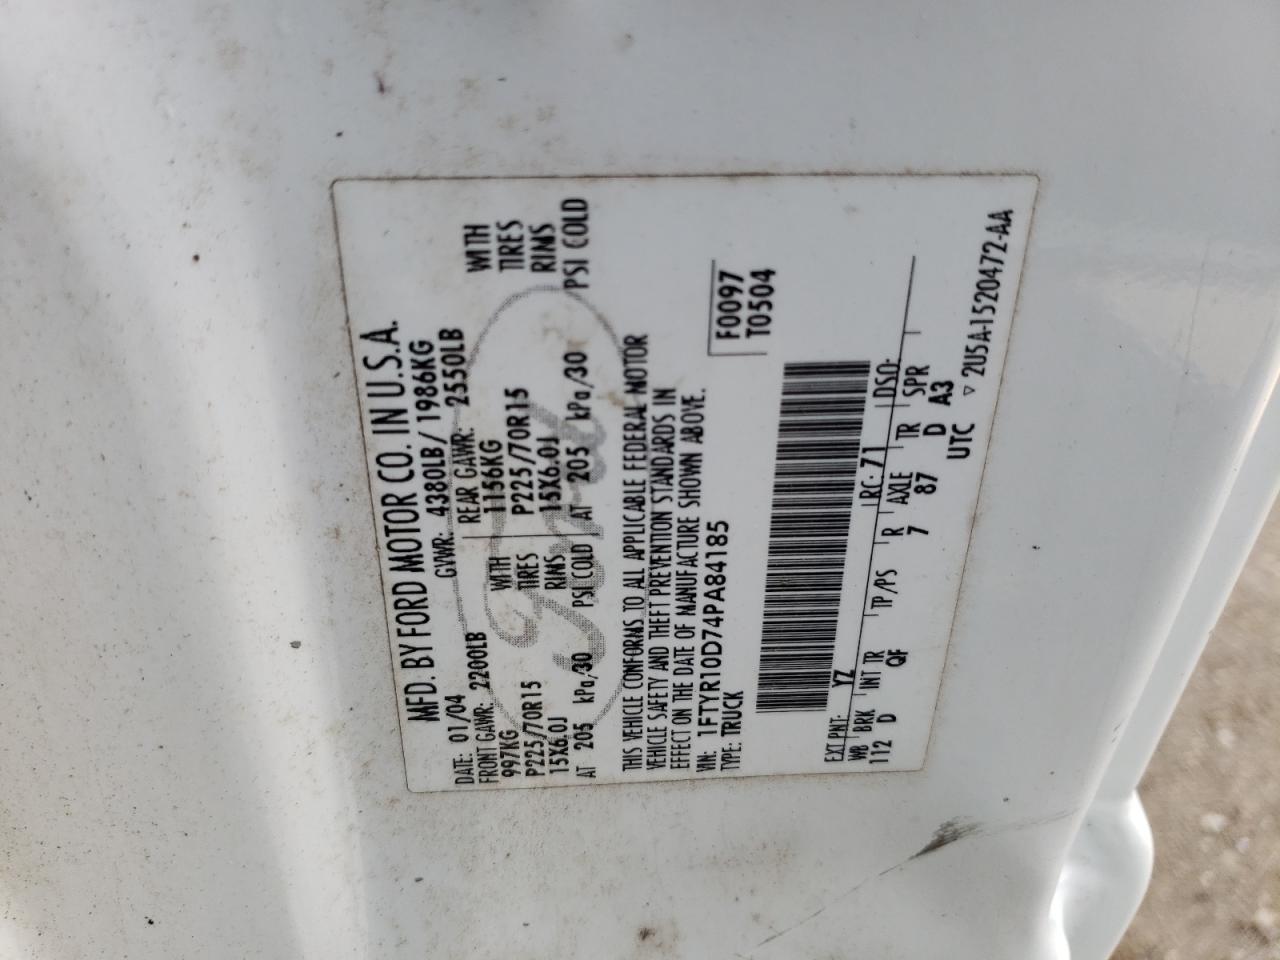 MFD. BY FORD MOTOR CO. IN U.S.A.
DATE: 01/04 GVWR: 4380LB/ 1986KG
FRONT GAWR: 2200LB REAR GAWR: 2550LB
997KG WITH 1156KG WITH
P225/70R15 TIRES P225/70R15 TIRES
15X6.0J RIMS 15X6.0J RIMS
AT 205 kPa/30 PSI COLD AT 205 kPa/30 PSI COLD
THIS VEHICLE CONFORMS TO ALL APPLICABLE FEDERAL MOTOR
VEHICLE SAFETY AND THEFT PREVENTION STANDARDS IN
EFFECT ON THE DATE OF MANUFACTURE SHOWN ABOVE.
VIN: 1FTYR10D74PA84185 F0097
TYPE: TRUCK T0504
EXT PNT: YZ RC: 71 DSO:
WB BRK INT TR TP/PS R AXLE TR SPR
112 D QF 7 87 D A3
UTC ▽ 2U5A-1520472-AA
Ford